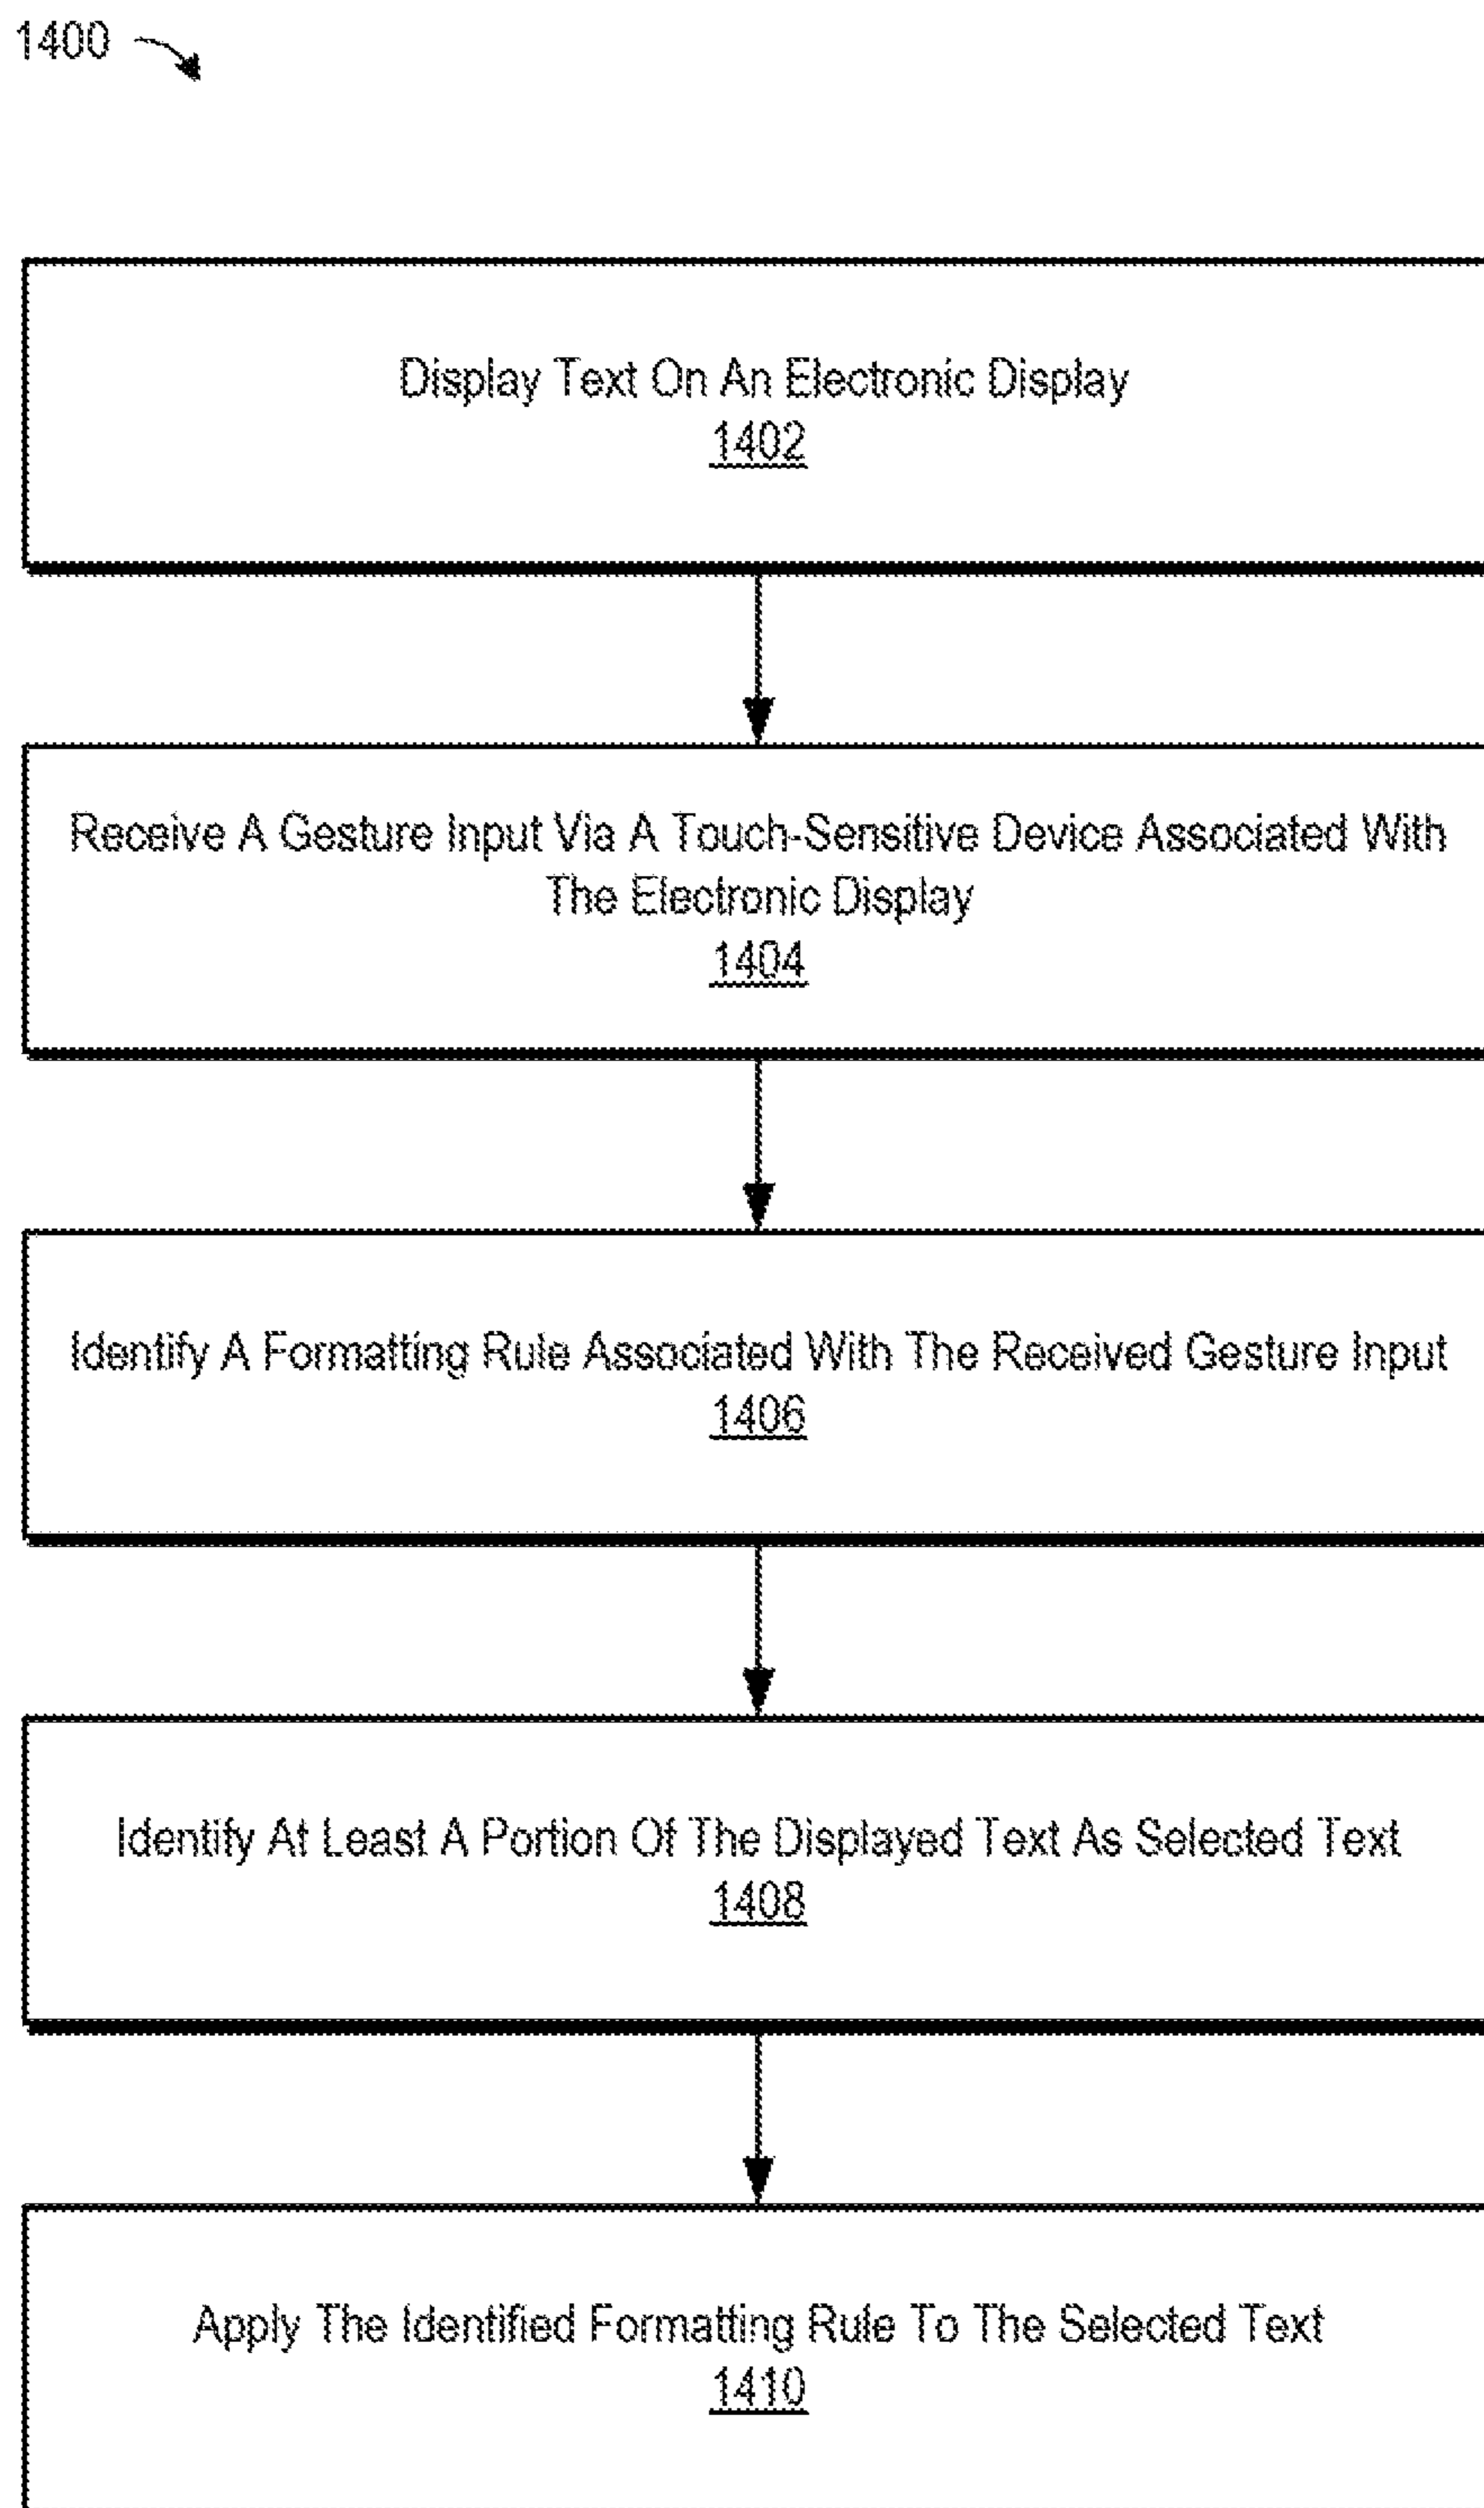 1400
Display Text On An Electronic Display
1402
Receive A Gesture Input Via A Touch-Sensitive Device Associated With
The Electronic Display
1404
Identify A Formatting Rule Associated With The Received Gesture Input
1406
Identify At Least A Portion Of The Displayed Text As Selected Text
1408
Apply The Identified Formatting Rule To The Selected Text
1410